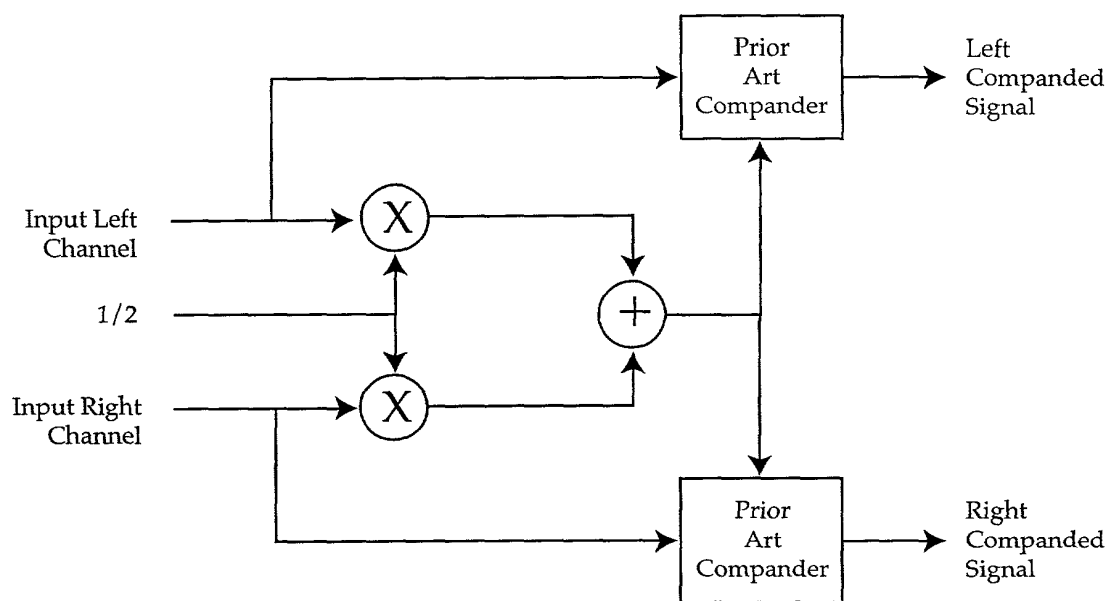 Prior
Art
Compander
Left
Companded
Signal
Input Left
Channel
X
1/2
+
Input Right
Channel
X
Prior
Art
Compander
Right
Companded
Signal